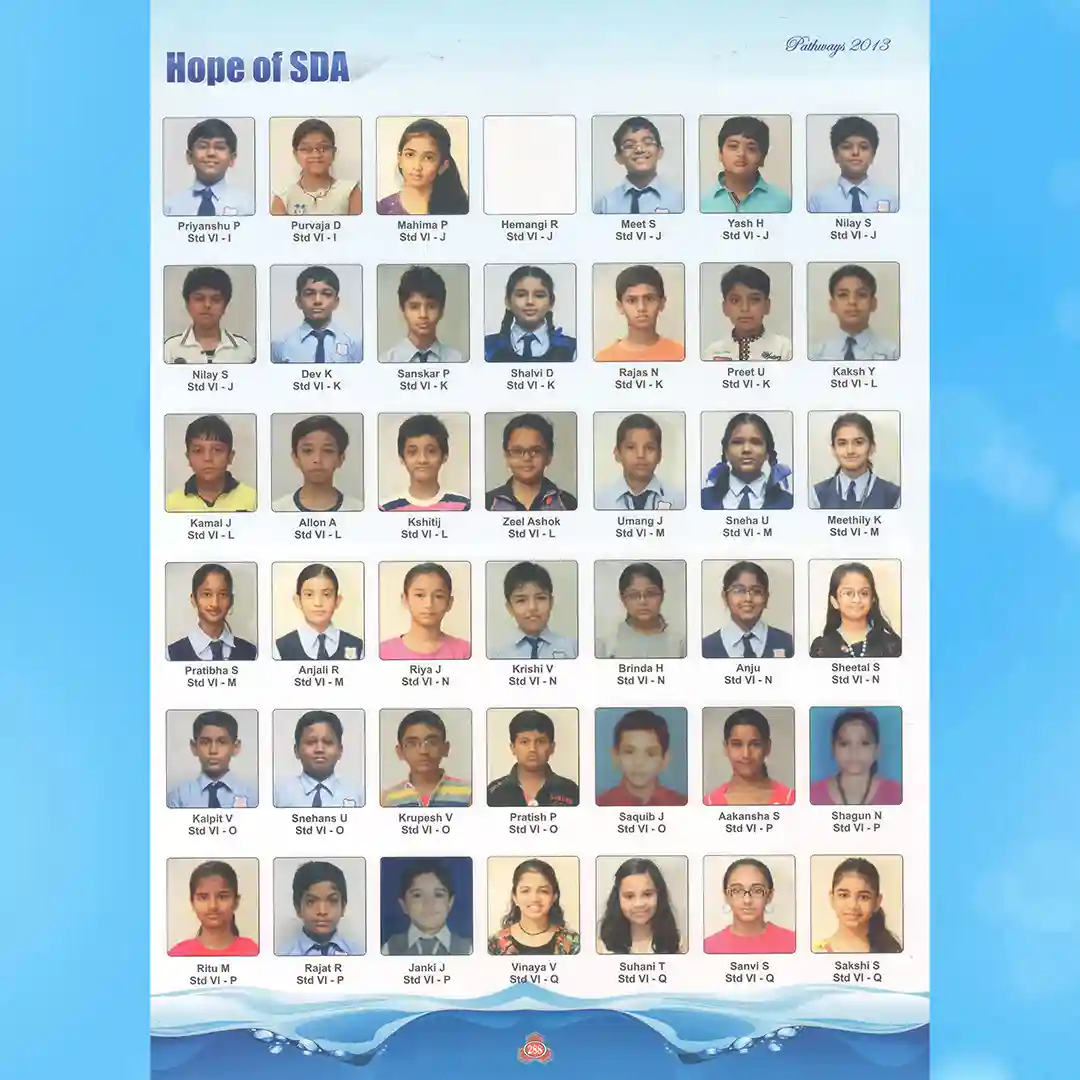 Pathways 2013
Hope of SDA
Priyanshu P
Std VI - I
Purvaja D
Std VI - I
Mahima P
Std VI - J
Hemangi R
Std VI - J
Meet S
Std VI - J
Yash H
Std VI - J
Nilay S
Std VI - J
Nilay S
Std VI - J
Dev K
Std VI - K
Sanskar P
Std VI - K
Shalvi D
Std VI - K
Rajas N
Std VI - K
Preet U
Std VI - K
Kaksh Y
Std VI - L
Kamal J
Std VI - L
Allon A
Std VI - L
Kshitij
Std VI - L
Zeel Ashok
Std VI - L
Umang J
Std VI - M
Sneha U
Std VI - M
Meethily K
Std VI - M
Pratibha S
Std VI - M
Anjali R
Std VI - M
Riya J
Std VI - N
Krishi V
Std VI - N
Brinda H
Std VI - N
Anju
Std VI - N
Sheetal S
Std VI - N
Kalpit V
Std VI - O
Snehans U
Std VI - O
Krupesh V
Std VI - O
Pratish P
Std VI - O
Saquib J
Std VI - O
Aakansha S
Std VI - P
Shagun N
Std VI - P
Ritu M
Std VI - P
Rajat R
Std VI - P
Janki J
Std VI - P
Vinaya V
Std VI - Q
Suhani T
Std VI - Q
Sanvi S
Std VI - Q
Sakshi S
Std VI - Q
288